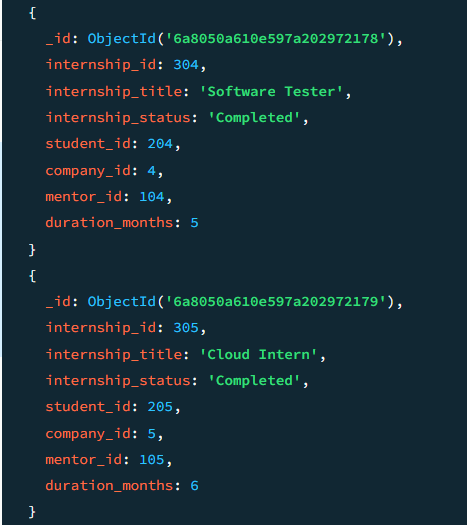 {
_id: ObjectId('6a8050a610e597a202972178'),
internship_id: 304,
internship_title: 'Software Tester',
internship_status: 'Completed',
student_id: 204,
company_id: 4,
mentor_id: 104,
duration_months: 5
}
{
_id: ObjectId('6a8050a610e597a202972179'),
internship_id: 305,
internship_title: 'Cloud Intern',
internship_status: 'Completed',
student_id: 205,
company_id: 5,
mentor_id: 105,
duration_months: 6
}